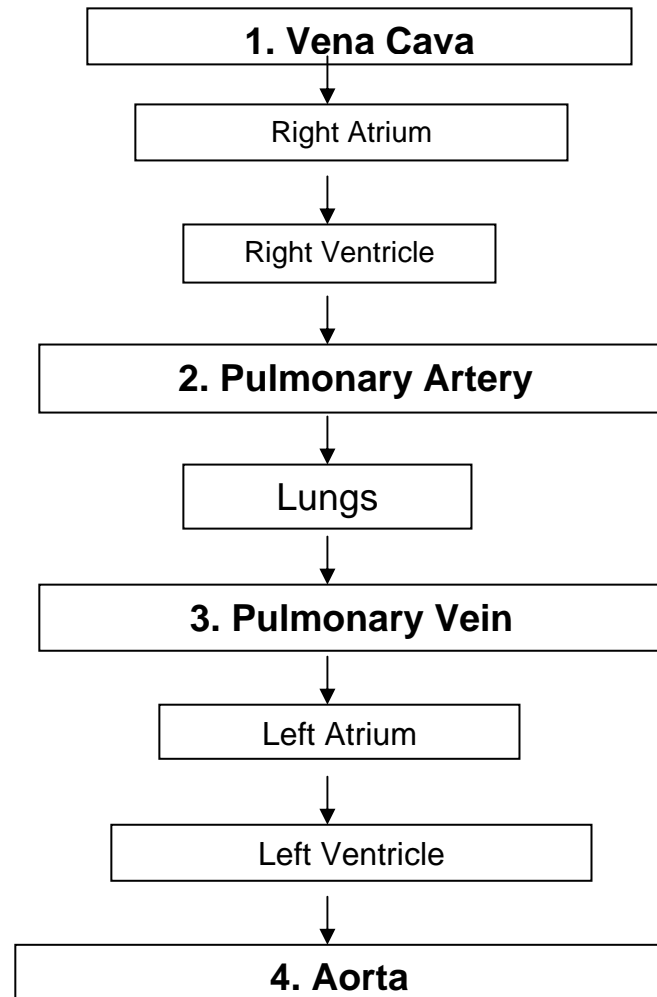 1. Vena Cava
Right Atrium
Right Ventricle
2. Pulmonary Artery
Lungs
3. Pulmonary Vein
Left Atrium
Left Ventricle
4. Aorta